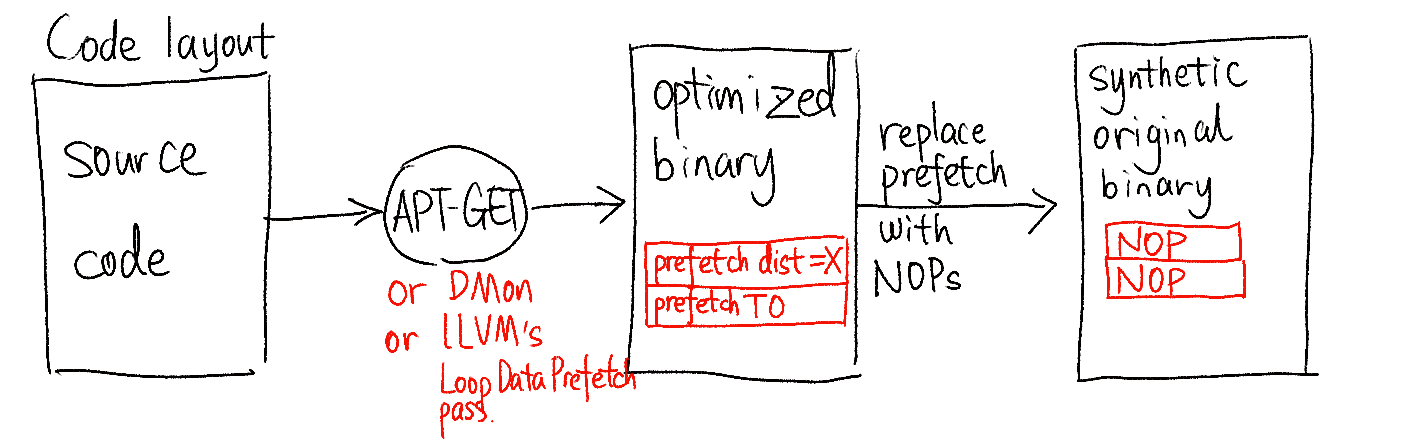 Code layout
source
code
APT-GET
or DMon
or LLVM's
Loop Data Prefetch
pass.
optimized
binary
prefetch dist=X
prefetch TO
replace
prefetch
with
NOPs
synthetic
original
binary
NOP
NOP